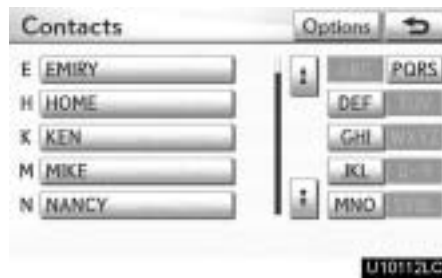 Contacts Options
E EMIRY PQRS
H HOME DEF
K KEN GHI
M MIKE JKL
N NANCY MNO
U10112LC